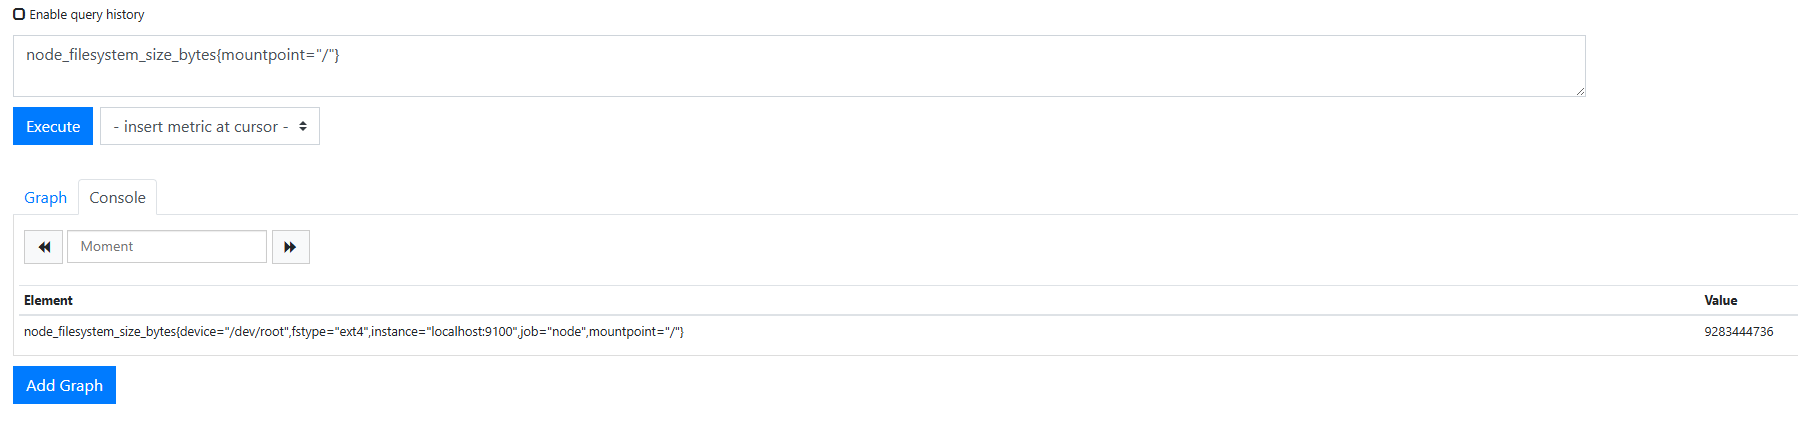 Enable query history
node_filesystem_size_bytes{mountpoint="/"}
Execute - insert metric at cursor -
Graph Console
Moment
Element Value
node_filesystem_size_bytes{device="/dev/root",fstype="ext4",instance="localhost:9100",job="node",mountpoint="/"} 9283444736
Add Graph